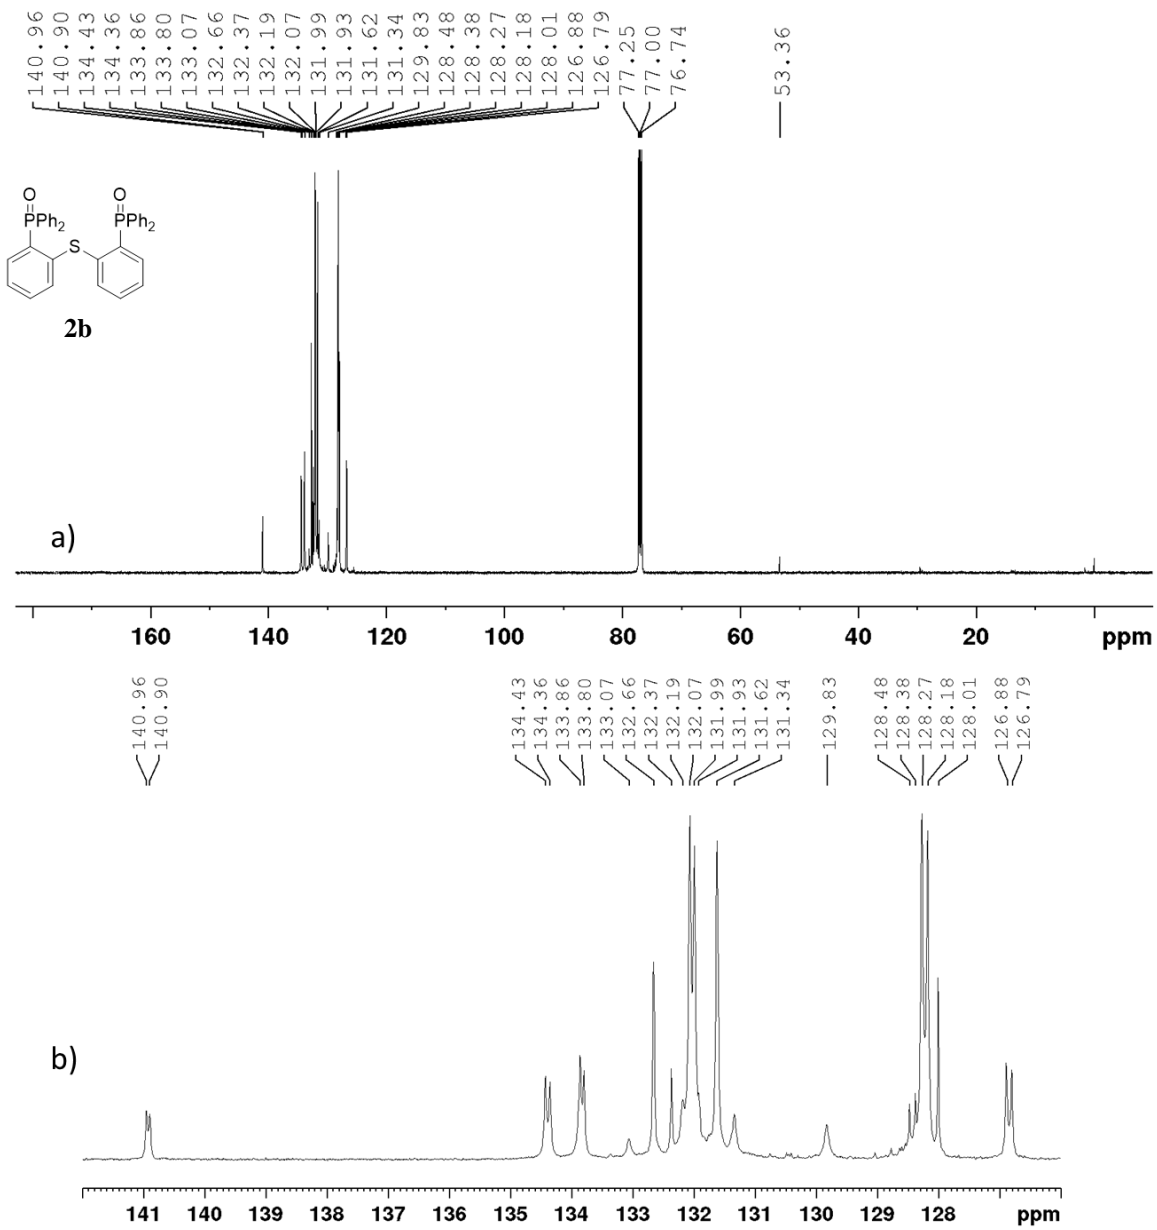 140.96 140.90 134.43 134.36 133.86 133.80 133.07 132.66 132.37 132.19 132.07 131.99 131.93 131.62 131.34 129.83 128.48 128.38 128.27 128.18 128.01 126.88 126.79 77.25 77.00 76.74 53.36
O O
PPh2 PPh2
S
2b
a)
160 140 120 100 80 60 40 20 ppm
140.96 140.90 134.43 134.36 133.86 133.80 133.07 132.66 132.37 132.19 132.07 131.99 131.93 131.62 131.34 129.83 128.48 128.38 128.27 128.18 128.01 126.88 126.79
b)
141 140 139 138 137 136 135 134 133 132 131 130 129 128 ppm